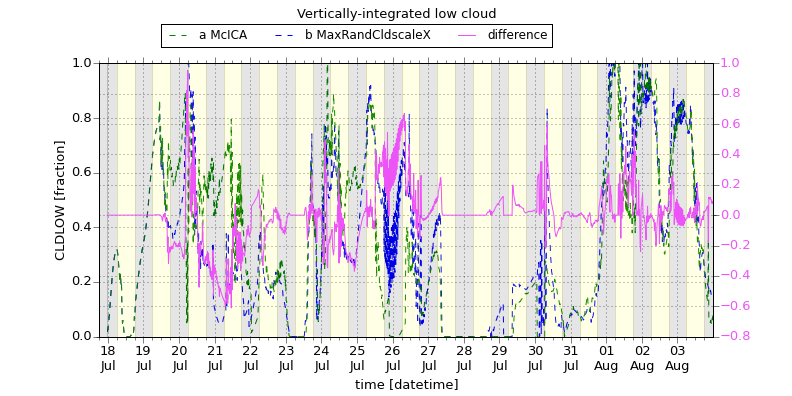 Vertically-integrated low cloud
a McICA b MaxRandCldscaleX difference
CLDLOW [fraction]
1.0
0.8
0.6
0.4
0.2
0.0
1.0
0.8
0.6
0.4
0.2
0.0
−0.2
−0.4
−0.6
−0.8
18 19 20 21 22 23 24 25 26 27 28 29 30 31 01 02 03
Jul Jul Jul Jul Jul Jul Jul Jul Jul Jul Jul Jul Jul Jul Aug Aug Aug
time [datetime]